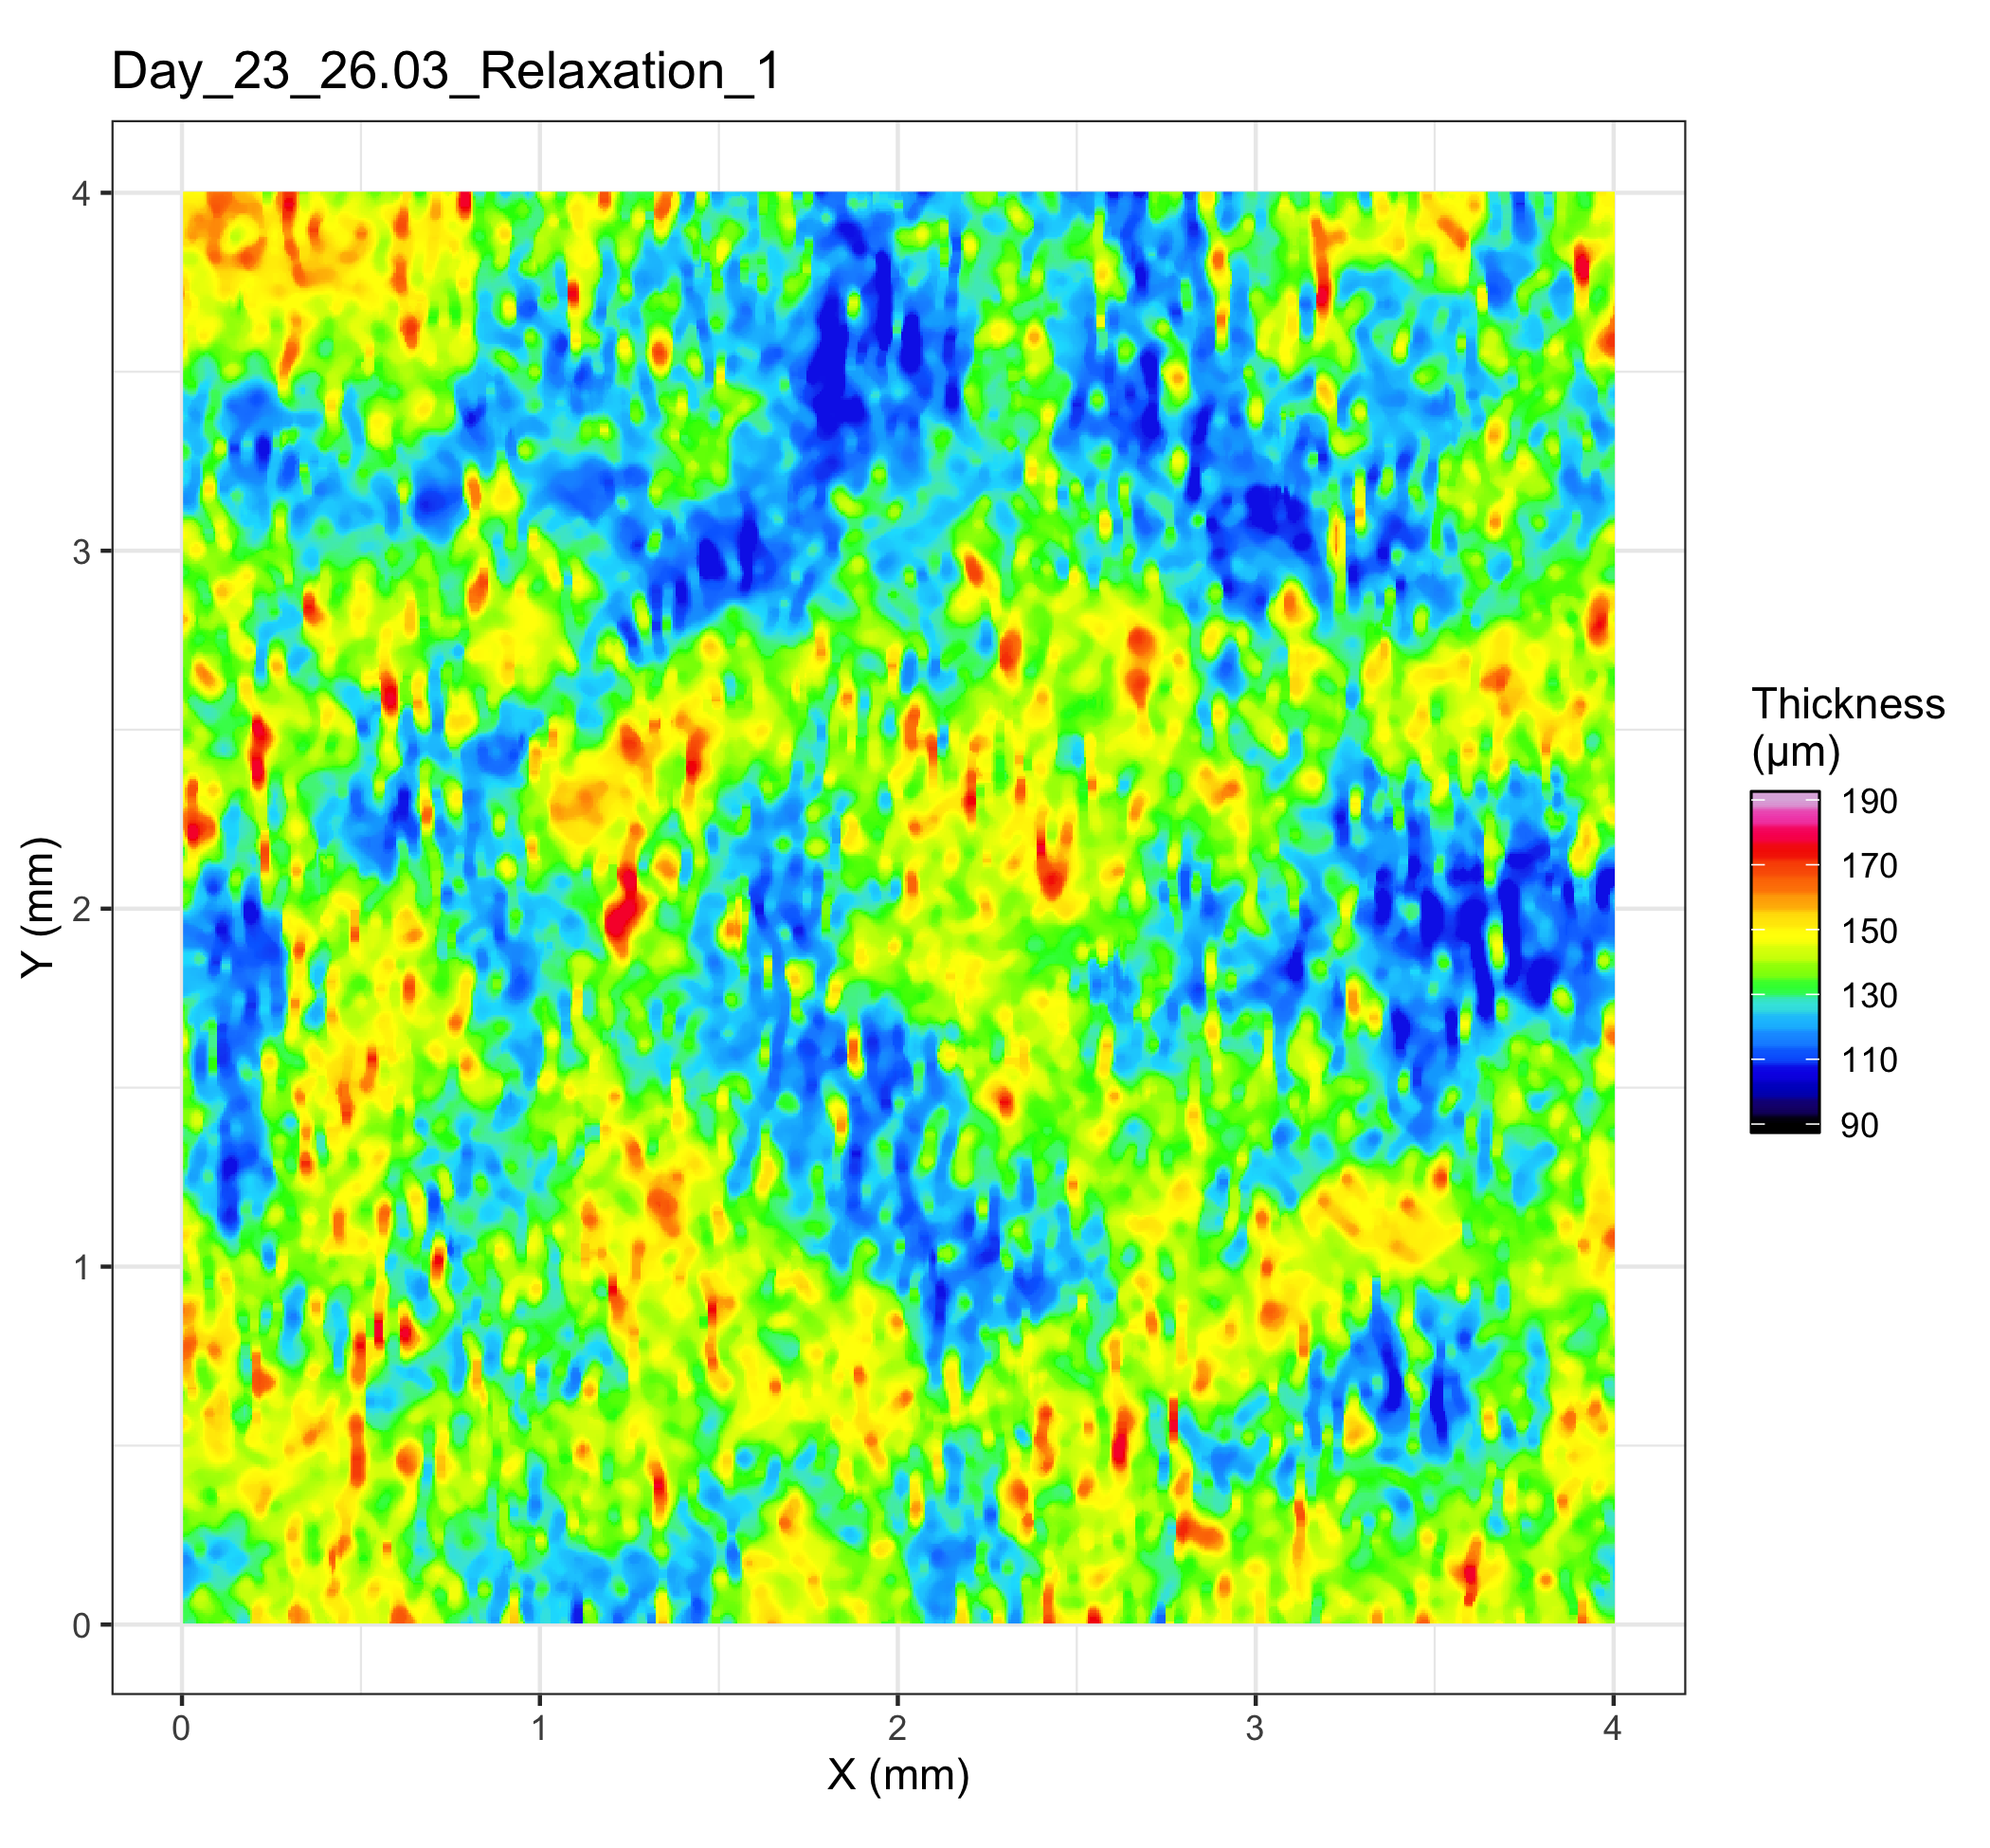 Day_23_26.03_Relaxation_1
4
3
2
1
0
Y (mm)
0 1 2 3 4
X (mm)
Thickness
(µm)
190
170
150
130
110
90